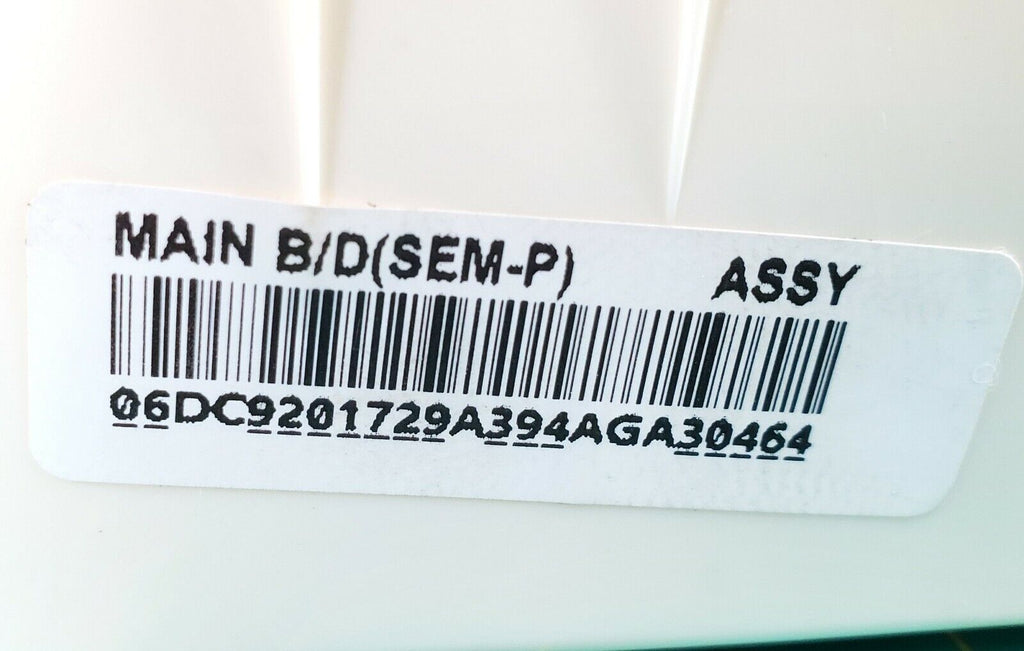 MAIN B/D(SEM-P) ASSY
06DC9201729A394AGA30464